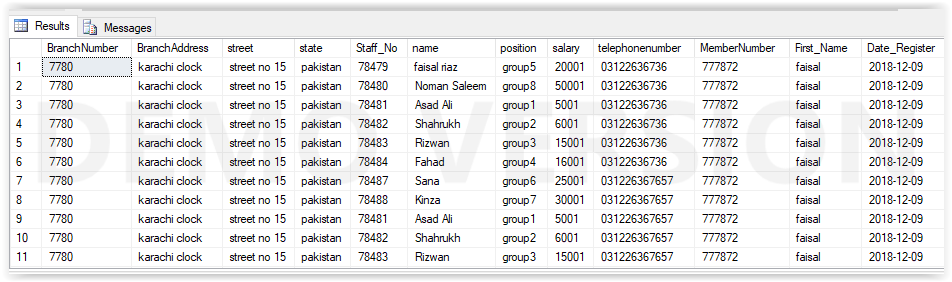 Results Messages
BranchNumber BranchAddress street state Staff_No name position salary telephonenumber MemberNumber First_Name Date_Register
1 7780 karachi clock street no 15 pakistan 78479 faisal riaz group5 20001 03122636736 777872 faisal 2018-12-09
2 7780 karachi clock street no 15 pakistan 78480 Noman Saleem group8 50001 03122636736 777872 faisal 2018-12-09
3 7780 karachi clock street no 15 pakistan 78481 Asad Ali group1 5001 03122636736 777872 faisal 2018-12-09
4 7780 karachi clock street no 15 pakistan 78482 Shahrukh group2 6001 03122636736 777872 faisal 2018-12-09
5 7780 karachi clock street no 15 pakistan 78483 Rizwan group3 15001 03122636736 777872 faisal 2018-12-09
6 7780 karachi clock street no 15 pakistan 78484 Fahad group4 16001 03122636736 777872 faisal 2018-12-09
7 7780 karachi clock street no 15 pakistan 78487 Sana group6 25001 031226367657 777872 faisal 2018-12-09
8 7780 karachi clock street no 15 pakistan 78488 Kinza group7 30001 031226367657 777872 faisal 2018-12-09
9 7780 karachi clock street no 15 pakistan 78481 Asad Ali group1 5001 031226367657 777872 faisal 2018-12-09
10 7780 karachi clock street no 15 pakistan 78482 Shahrukh group2 6001 031226367657 777872 faisal 2018-12-09
11 7780 karachi clock street no 15 pakistan 78483 Rizwan group3 15001 031226367657 777872 faisal 2018-12-09
DEMO VERSION